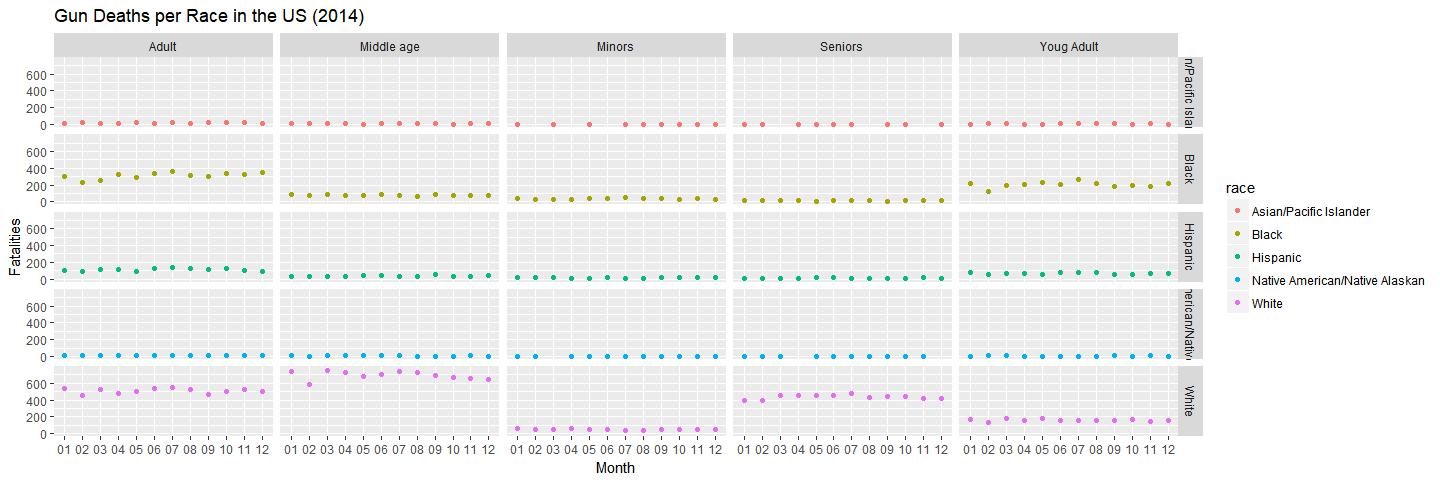 Gun Deaths per Race in the US (2014)
Adult Middle age Minors Seniors Youg Adult
Fatalities
600
400
200
0
n/Pacific Islan
600
400
200
0
Black
600
400
200
0
Hispanic
600
400
200
0
nerican/Nativ
600
400
200
0
White
01 02 03 04 05 06 07 08 09 10 11 12 01 02 03 04 05 06 07 08 09 10 11 12 01 02 03 04 05 06 07 08 09 10 11 12 01 02 03 04 05 06 07 08 09 10 11 12 01 02 03 04 05 06 07 08 09 10 11 12
Month
race
Asian/Pacific Islander
Black
Hispanic
Native American/Native Alaskan
White